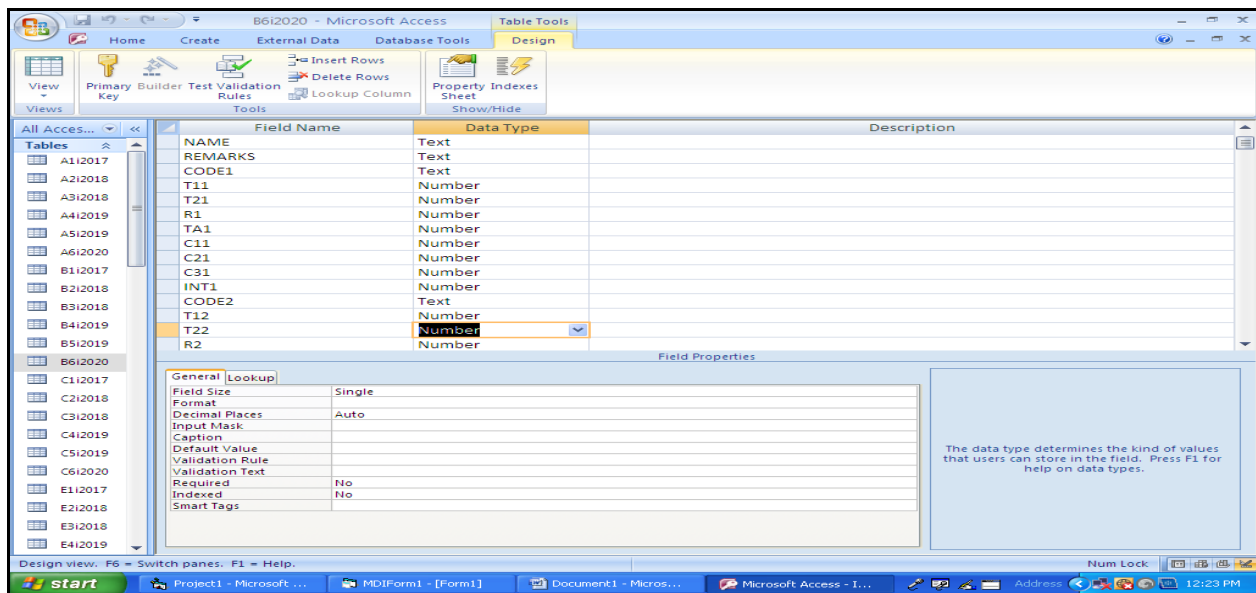 B6i2020 - Microsoft Access Table Tools
Home Create External Data Database Tools Design
View Primary Key Builder Test Validation Rules Insert Rows Delete Rows Lookup Column Property Sheet Indexes
Views Tools Show/Hide
All Acces... «
Field Name Data Type Description
Tables
A1i2017
A2i2018
A3i2018
A4i2019
A5i2019
A6i2020
B1i2017
B2i2018
B3i2018
B4i2019
B5i2019
B6i2020
C1i2017
C2i2018
C3i2018
C4i2019
C5i2019
C6i2020
E1i2017
E2i2018
E3i2018
E4i2019
NAME Text
REMARKS Text
CODE1 Text
T11 Number
T21 Number
R1 Number
TA1 Number
C11 Number
C21 Number
C31 Number
INT1 Number
CODE2 Text
T12 Number
T22 Number
R2 Number
Field Properties
General Lookup
Field Size Single
Format
Decimal Places Auto
Input Mask
Caption
Default Value
Validation Rule
Validation Text
Required No
Indexed No
Smart Tags
The data type determines the kind of values
that users can store in the field. Press F1 for
help on data types.
Design view. F6 = Switch panes. F1 = Help. Num Lock
start Project1 - Microsoft ... MDIForm1 - [Form1] Document1 - Micros... Microsoft Access - I... Address 12:23 PM